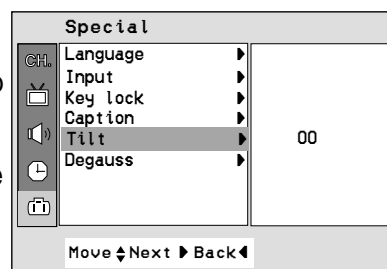 Special
CH.
Language
Input
Key lock
Caption
Tilt
00
Degauss
Move Next Back